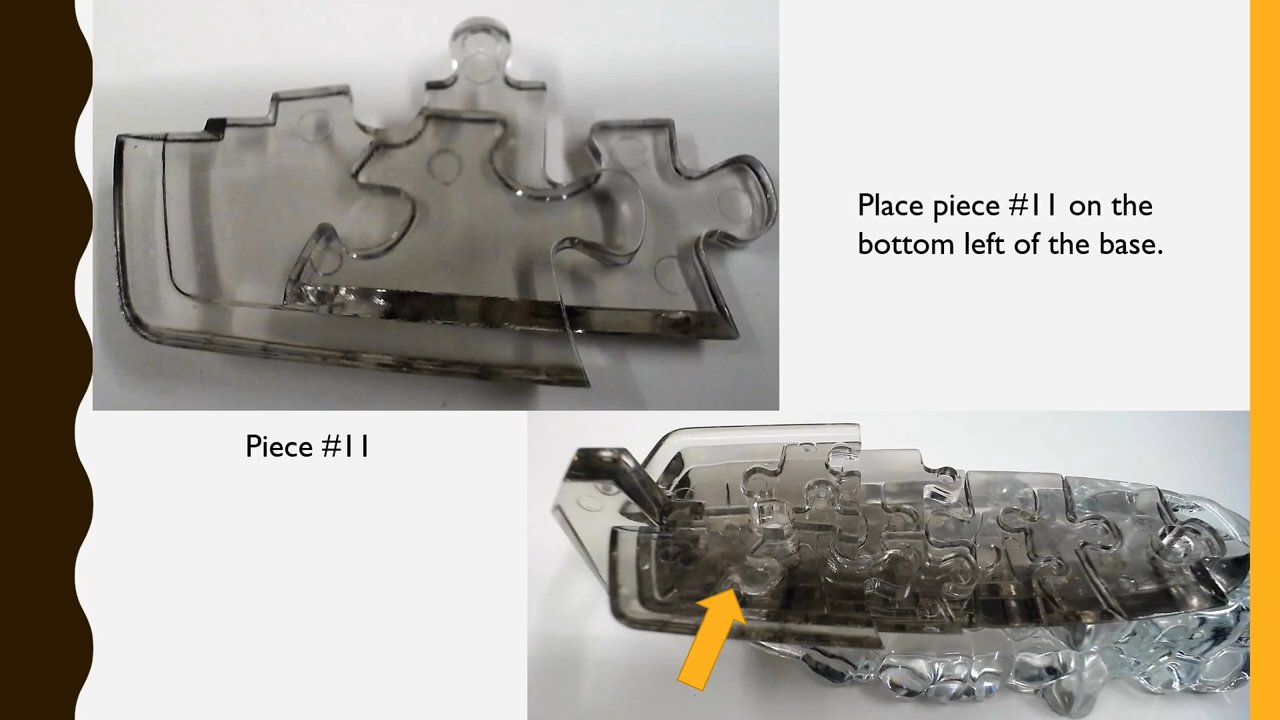 Place piece #11 on the
bottom left of the base.
Piece #11